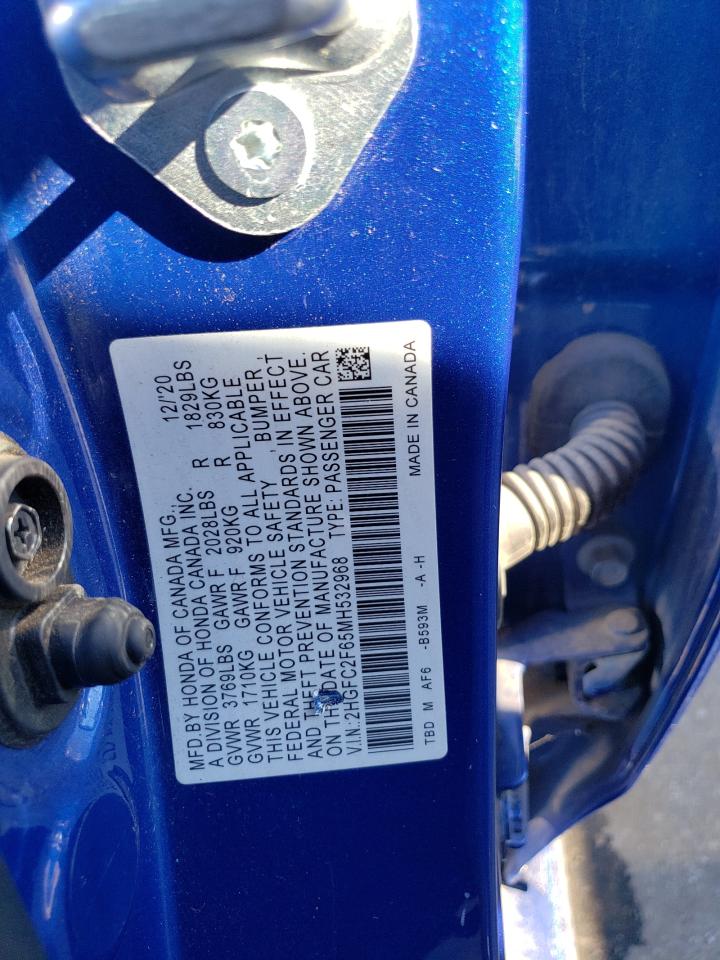 MFD.BY HONDA OF CANADA MFG., 12/'20
A DIVISION OF HONDA CANADA INC.
GVWR 3769LBS GAWR F 2028LBS R 1829LBS
GVWR 1710KG GAWR F 920KG R 830KG
THIS VEHICLE CONFORMS TO ALL APPLICABLE
FEDERAL MOTOR VEHICLE SAFETY , BUMPER ,
AND THEFT PREVENTION STANDARDS IN EFFECT
ON THE DATE OF MANUFACTURE SHOWN ABOVE.
V.I.N.:2HGFC2F65MH532968 TYPE: PASSENGER CAR
TBD M AF6 -B593M -A -H
MADE IN CANADA